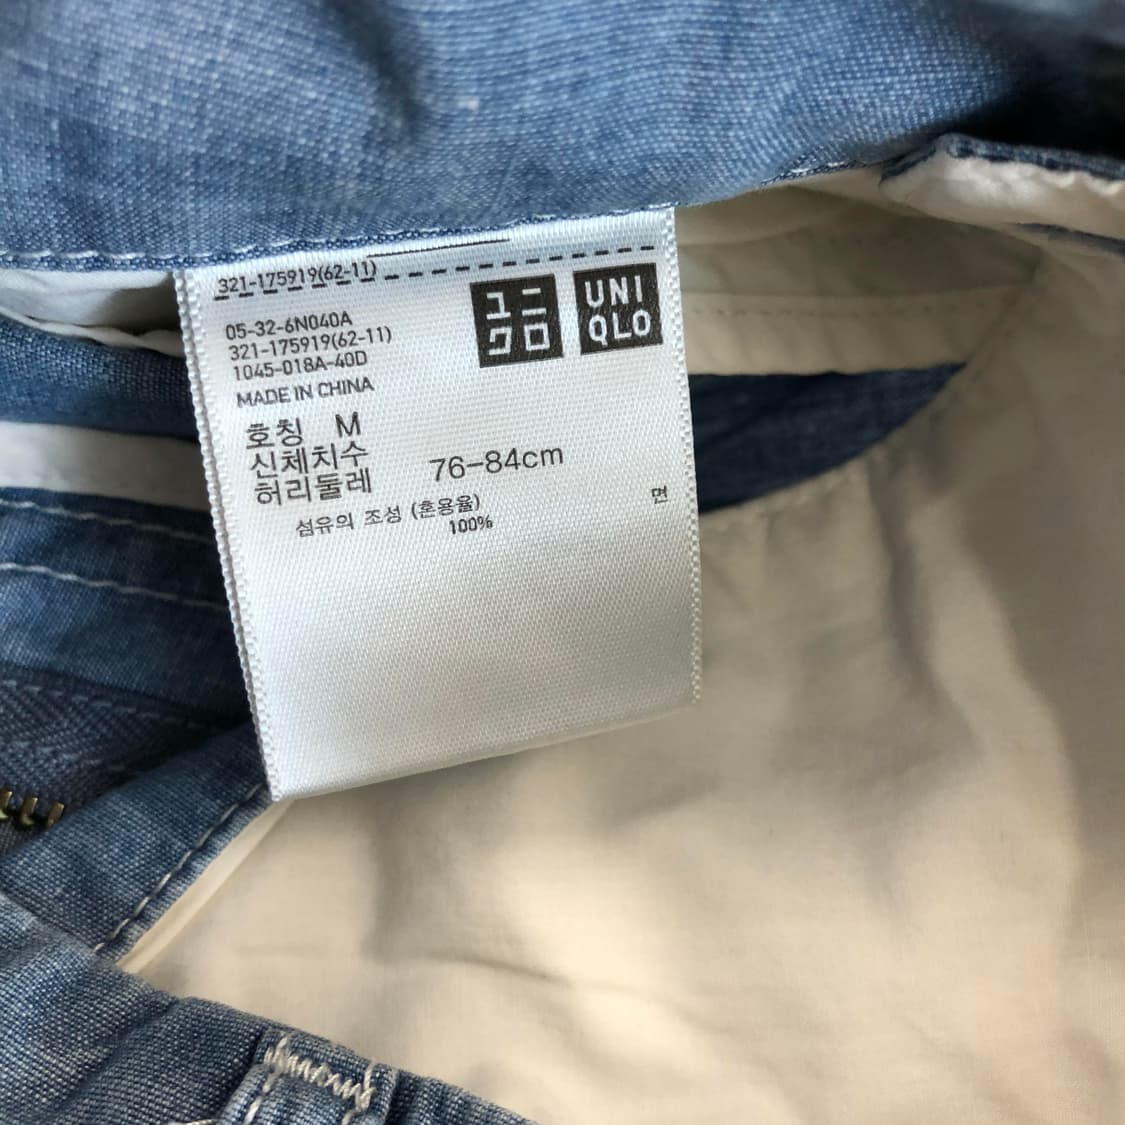 321-175919(62-11)
ユニ
クロ
UNI
QLO
05-32-6N040A
321-175919(62-11)
1045-018A-40D
MADE IN CHINA
호칭 M
신체치수
허리둘레 76-84cm
섬유의 조성 (혼용율)
면
100%